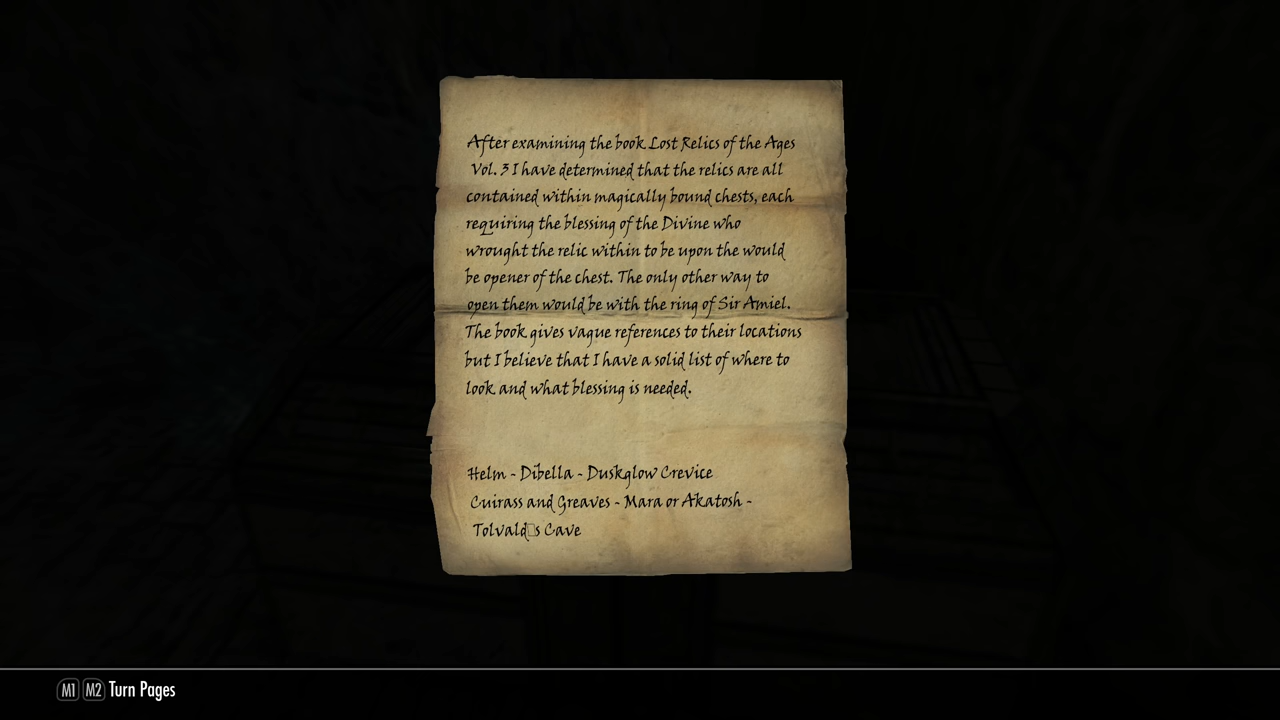 After examining the book Lost Relics of the Ages
Vol. 3 I have determined that the relics are all
contained within magically bound chests, each
requiring the blessing of the Divine who
wrought the relic within to be upon the would
be opener of the chest. The only other way to
open them would be with the ring of Sir Amiel.
The book gives vague references to their locations
but I believe that I have a solid list of where to
look and what blessing is needed.
Helm - Dibella - Duskglow Crevice
Cuirass and Greaves - Mara or Akatosh -
Tolvald□s Cave
M1 M2 Turn Pages